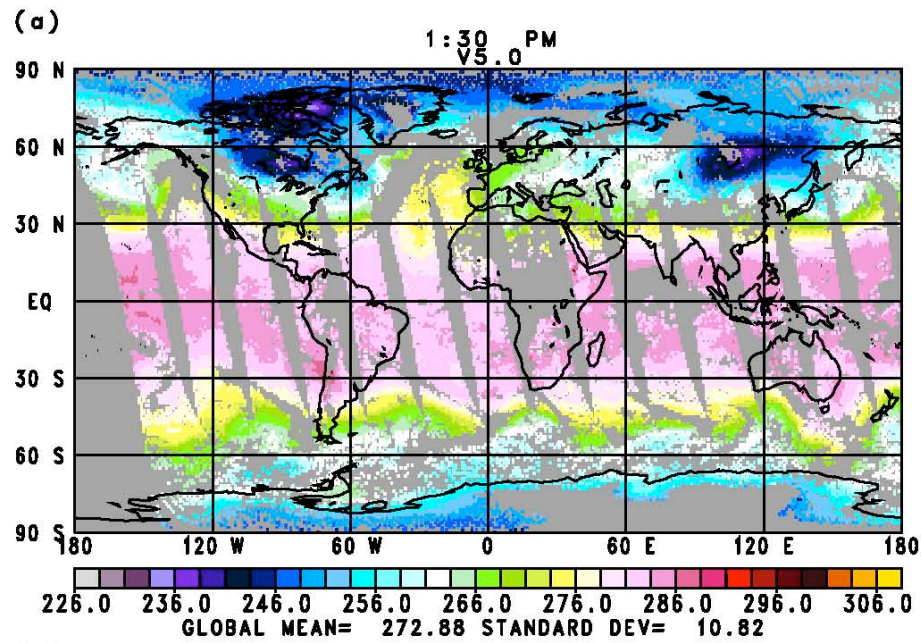 (a)
1:30 PM
V5.0
90 N
60 N
30 N
EQ
30 S
60 S
90 S
180 120 W 60 W 0 60 E 120 E 180
226.0 236.0 246.0 256.0 266.0 276.0 286.0 296.0 306.0
GLOBAL MEAN= 272.88 STANDARD DEV= 10.82